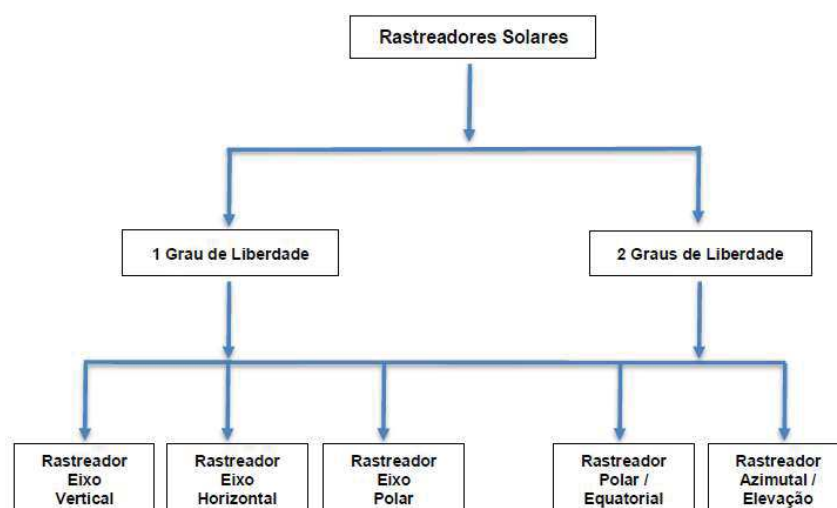 Rastreadores Solares
1 Grau de Liberdade
2 Graus de Liberdade
Rastreador
Eixo
Vertical
Rastreador
Eixo
Horizontal
Rastreador
Eixo
Polar
Rastreador
Polar /
Equatorial
Rastreador
Azimutal /
Elevação